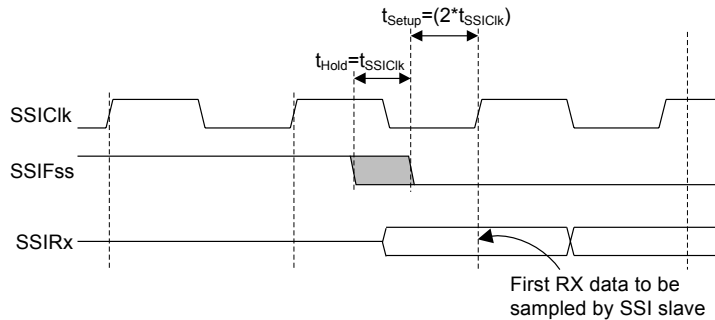 tSetup=(2*tSSIClk)
tHold=tSSIClk
SSIClk
SSIFss
SSIRx
First RX data to be
sampled by SSI slave